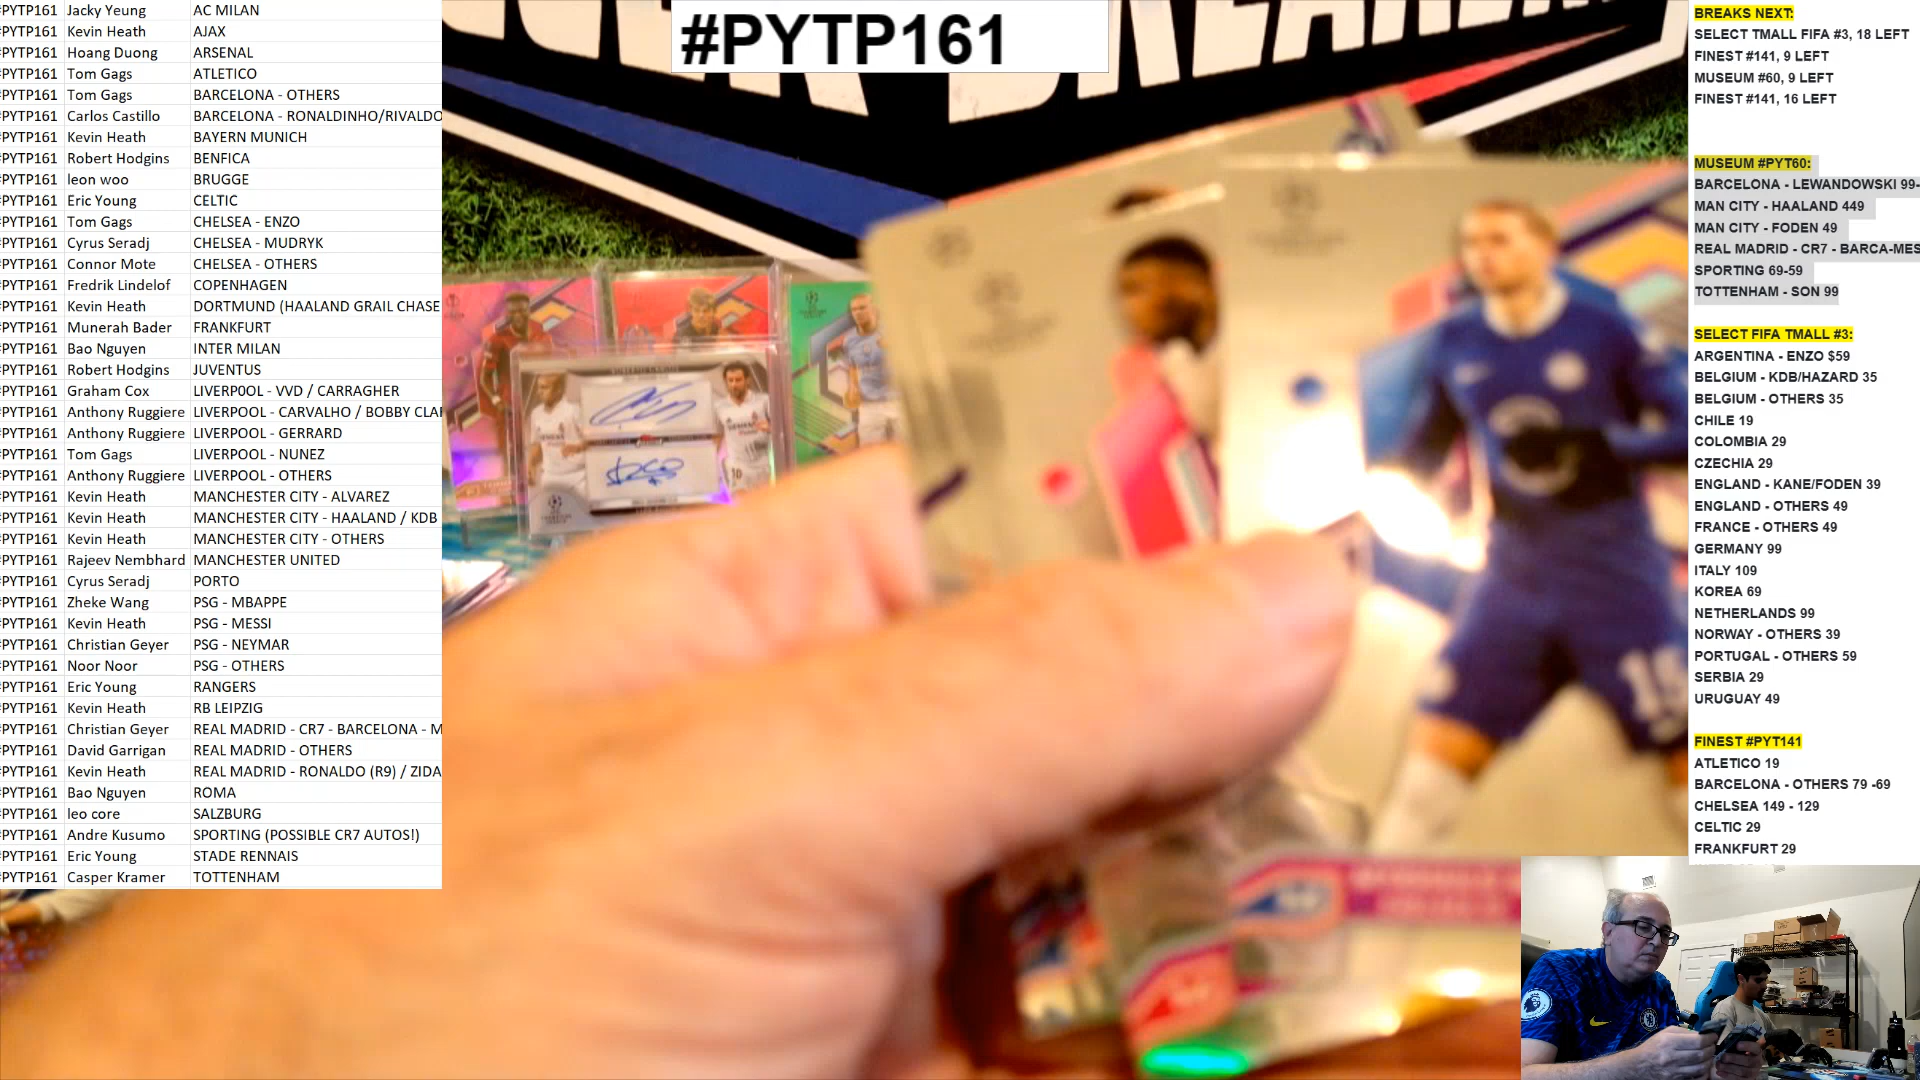 #PYTP161
#PYTP161 Jacky Yeung AC MILAN
#PYTP161 Kevin Heath AJAX
#PYTP161 Hoang Duong ARSENAL
#PYTP161 Tom Gags ATLETICO
#PYTP161 Tom Gags BARCELONA - OTHERS
#PYTP161 Carlos Castillo BARCELONA - RONALDINHO/RIVALDO
#PYTP161 Kevin Heath BAYERN MUNICH
#PYTP161 Robert Hodgins BENFICA
#PYTP161 leon woo BRUGGE
#PYTP161 Eric Young CELTIC
#PYTP161 Tom Gags CHELSEA - ENZO
#PYTP161 Cyrus Seradj CHELSEA - MUDRYK
#PYTP161 Connor Mote CHELSEA - OTHERS
#PYTP161 Fredrik Lindelof COPENHAGEN
#PYTP161 Kevin Heath DORTMUND (HAALAND GRAIL CHASE
#PYTP161 Munerah Bader FRANKFURT
#PYTP161 Bao Nguyen INTER MILAN
#PYTP161 Robert Hodgins JUVENTUS
#PYTP161 Graham Cox LIVERP0OL - VVD / CARRAGHER
#PYTP161 Anthony Ruggiere LIVERPOOL - CARVALHO / BOBBY CLAR
#PYTP161 Anthony Ruggiere LIVERPOOL - GERRARD
#PYTP161 Tom Gags LIVERPOOL - NUNEZ
#PYTP161 Anthony Ruggiere LIVERPOOL - OTHERS
#PYTP161 Kevin Heath MANCHESTER CITY - ALVAREZ
#PYTP161 Kevin Heath MANCHESTER CITY - HAALAND / KDB
#PYTP161 Kevin Heath MANCHESTER CITY - OTHERS
#PYTP161 Rajeev Nembhard MANCHESTER UNITED
#PYTP161 Cyrus Seradj PORTO
#PYTP161 Zheke Wang PSG - MBAPPE
#PYTP161 Kevin Heath PSG - MESSI
#PYTP161 Christian Geyer PSG - NEYMAR
#PYTP161 Noor Noor PSG - OTHERS
#PYTP161 Eric Young RANGERS
#PYTP161 Kevin Heath RB LEIPZIG
#PYTP161 Christian Geyer REAL MADRID - CR7 - BARCELONA - M
#PYTP161 David Garrigan REAL MADRID - OTHERS
#PYTP161 Kevin Heath REAL MADRID - RONALDO (R9) / ZIDA
#PYTP161 Bao Nguyen ROMA
#PYTP161 leo core SALZBURG
#PYTP161 Andre Kusumo SPORTING (POSSIBLE CR7 AUTOS!)
#PYTP161 Eric Young STADE RENNAIS
#PYTP161 Casper Kramer TOTTENHAM
BREAKS NEXT:
SELECT TMALL FIFA #3, 18 LEFT
FINEST #141, 9 LEFT
MUSEUM #60, 9 LEFT
FINEST #141, 16 LEFT
MUSEUM #PYT60:
BARCELONA - LEWANDOWSKI 99-
MAN CITY - HAALAND 449
MAN CITY - FODEN 49
REAL MADRID - CR7 - BARCA-MES
SPORTING 69-59
TOTTENHAM - SON 99
SELECT FIFA TMALL #3:
ARGENTINA - ENZO $59
BELGIUM - KDB/HAZARD 35
BELGIUM - OTHERS 35
CHILE 19
COLOMBIA 29
CZECHIA 29
ENGLAND - KANE/FODEN 39
ENGLAND - OTHERS 49
FRANCE - OTHERS 49
GERMANY 99
ITALY 109
KOREA 69
NETHERLANDS 99
NORWAY - OTHERS 39
PORTUGAL - OTHERS 59
SERBIA 29
URUGUAY 49
FINEST #PYT141
ATLETICO 19
BARCELONA - OTHERS 79 -69
CHELSEA 149 - 129
CELTIC 29
FRANKFURT 29